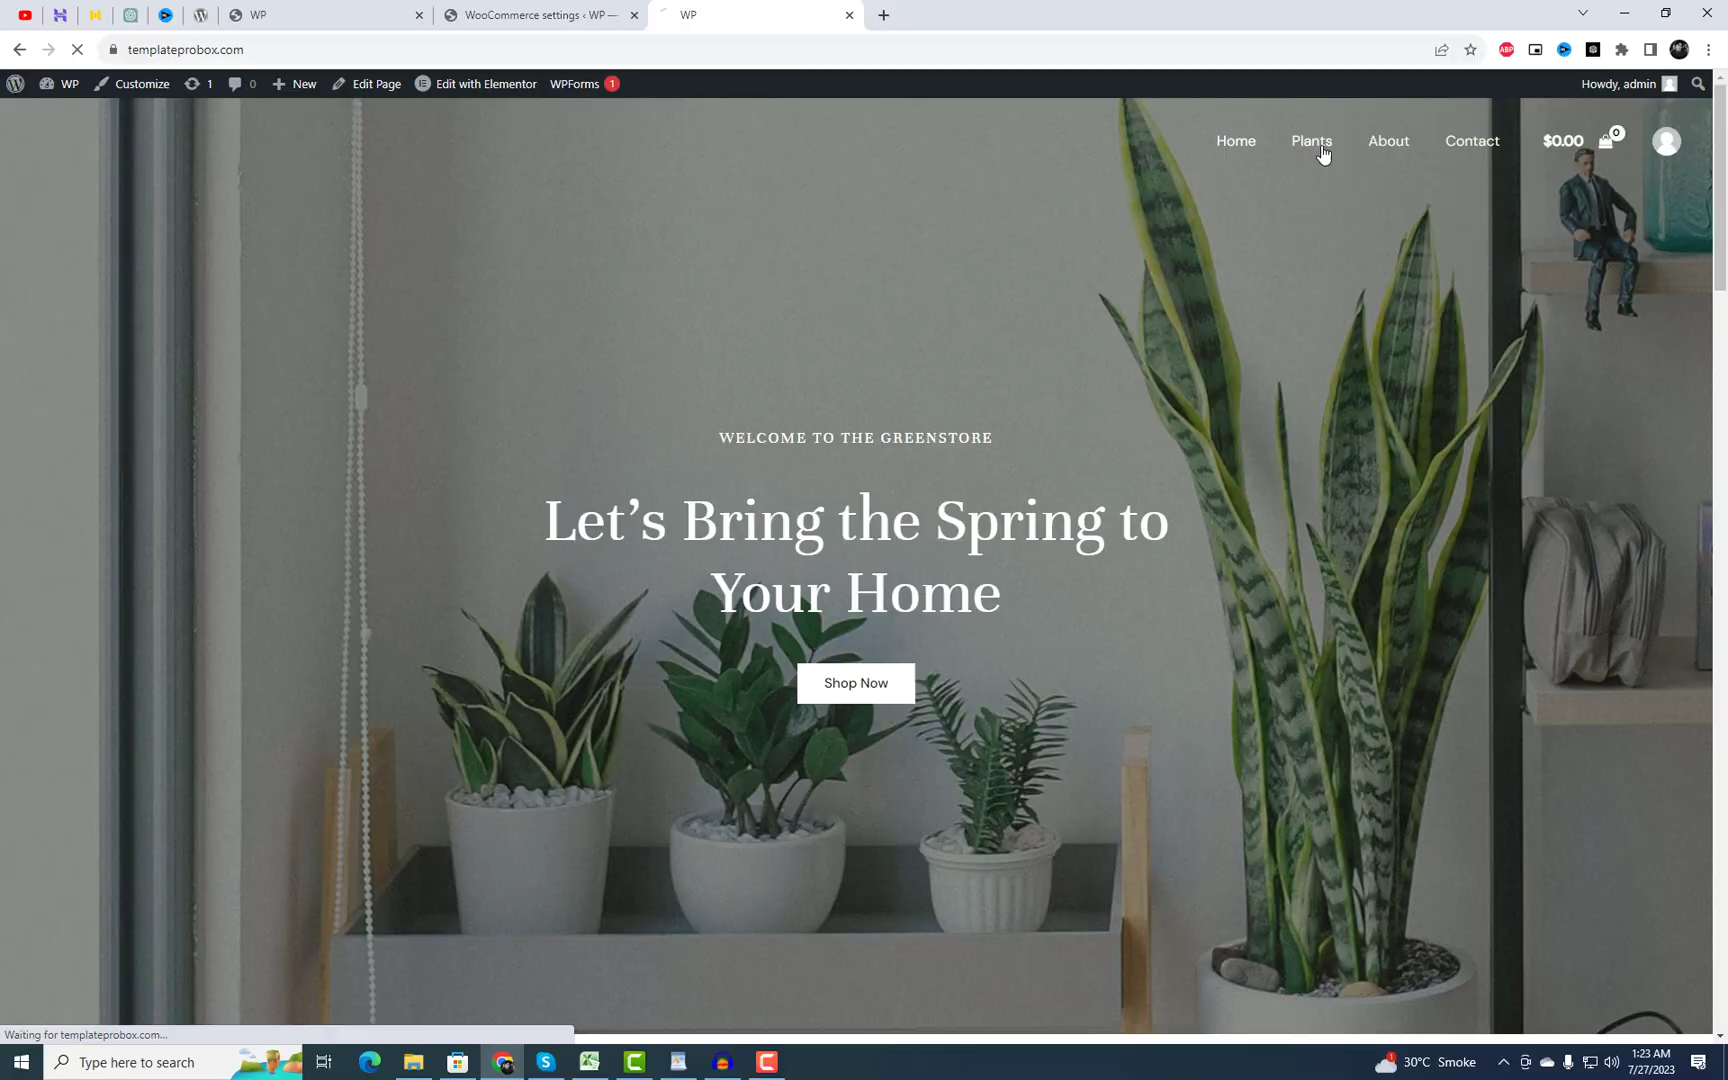 WP
WooCommerce settings ‹ WP —
WP
templateprobox.com
WP
Customize
1
0
New
Edit Page
Edit with Elementor
WPForms 1
Howdy, admin
Home
Plants
About
Contact
$0.00
0
WELCOME TO THE GREENSTORE
Let's Bring the Spring to
Your Home
Shop Now
Waiting for templateprobox.com...
Type here to search
30°C Smoke
1:23 AM
7/27/2023